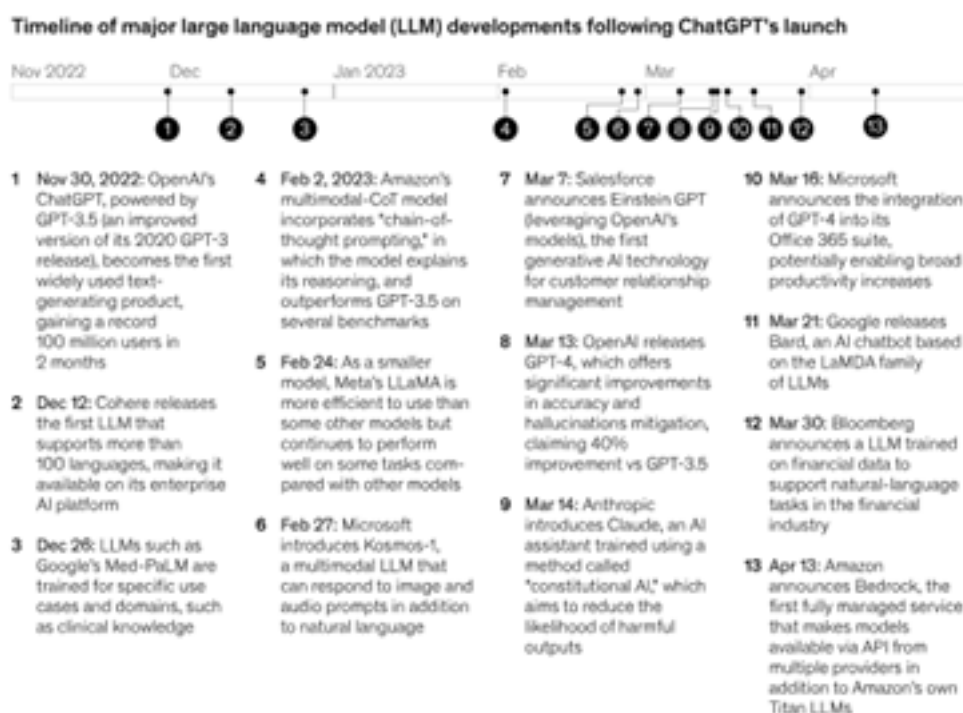 Timeline of major large language model (LLM) developments following ChatGPT's launch
Nov 2022 Dec Jan 2023 Feb Mar Apr
1 2 3 4 5 6 7 8 9 10 11 12 13
1 Nov 30, 2022: OpenAI's
ChatGPT, powered by
GPT-3.5 (an improved
version of its 2020 GPT-3
release), becomes the first
widely used text-
generating product,
gaining a record
100 million users in
2 months
2 Dec 12: Cohere releases
the first LLM that
supports more than
100 languages, making it
available on its enterprise
AI platform
3 Dec 26: LLMs such as
Google's Med-PaLM are
trained for specific use
cases and domains, such
as clinical knowledge
4 Feb 2, 2023: Amazon's
multimodal-CoT model
incorporates "chain-of-
thought prompting," in
which the model explains
its reasoning, and
outperforms GPT-3.5 on
several benchmarks
5 Feb 24: As a smaller
model, Meta's LLaMA is
more efficient to use than
some other models but
continues to perform
well on some tasks com-
pared with other models
6 Feb 27: Microsoft
introduces Kosmos-1,
a multimodal LLM that
can respond to image and
audio prompts in addition
to natural language
7 Mar 7: Salesforce
announces Einstein GPT
(leveraging OpenAI's
models), the first
generative AI technology
for customer relationship
management
8 Mar 13: OpenAI releases
GPT-4, which offers
significant improvements
in accuracy and
hallucinations mitigation,
claiming 40%
improvement vs GPT-3.5
9 Mar 14: Anthropic
introduces Claude, an AI
assistant trained using a
method called
"constitutional AI," which
aims to reduce the
likelihood of harmful
outputs
10 Mar 16: Microsoft
announces the integration
of GPT-4 into its
Office 365 suite,
potentially enabling broad
productivity increases
11 Mar 21: Google releases
Bard, an AI chatbot based
on the LaMDA family
of LLMs
12 Mar 30: Bloomberg
announces a LLM trained
on financial data to
support natural-language
tasks in the financial
industry
13 Apr 13: Amazon
announces Bedrock, the
first fully managed service
that makes models
available via API from
multiple providers in
addition to Amazon's own
Titan LLMs